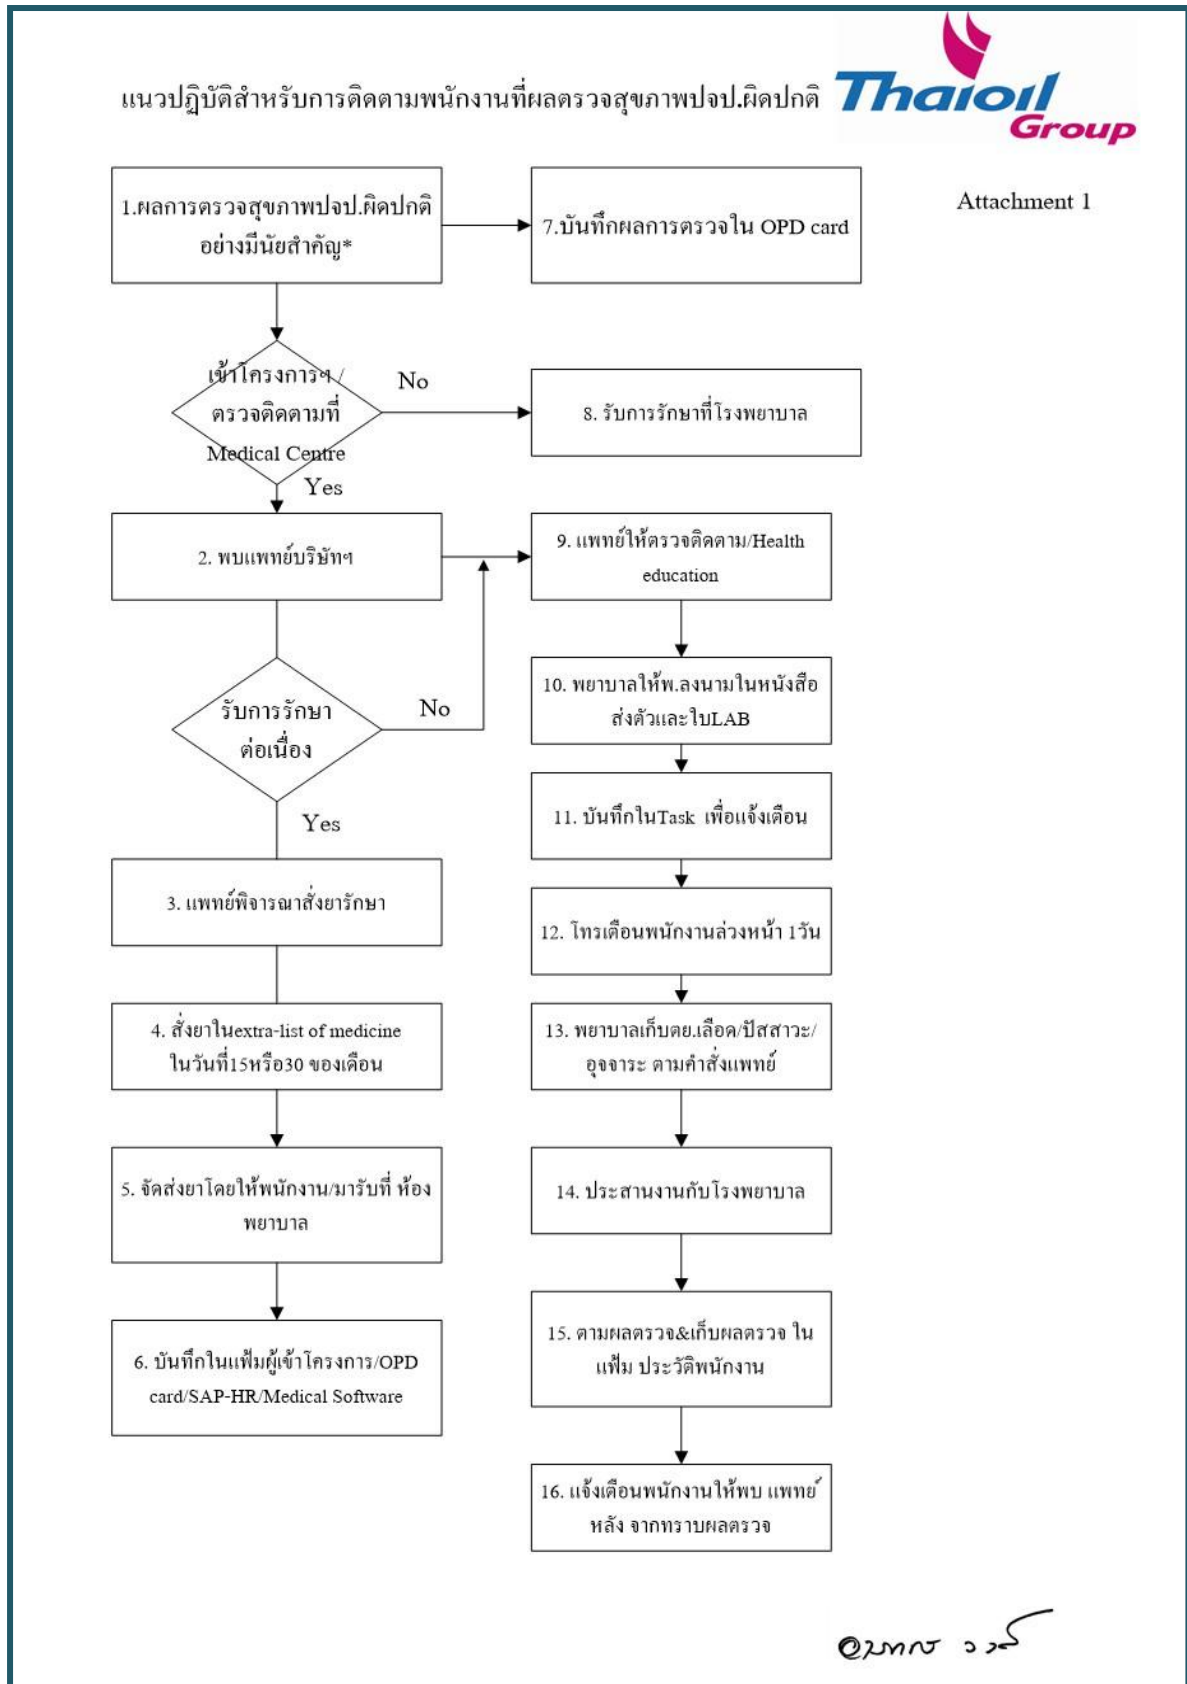 แนวปฏิบัติสำหรับการติดตามพนักงานที่ผลตรวจสุขภาพปจป.ผิดปกติ
Thaioil
Group
Attachment 1
1.ผลการตรวจสุขภาพปจป.ผิดปกติ
อย่างมีนัยสำคัญ*
7.บันทึกผลการตรวจใน OPD card
เข้าโครงการฯ /
ตรวจติดตามที่
Medical Centre
No
8. รับการรักษาที่โรงพยาบาล
Yes
2. พบแพทย์บริษัทฯ
9. แพทย์ให้ตรวจติดตาม/Health
education
รับการรักษา
ต่อเนื่อง
No
10. พยาบาลให้พ.ลงนามในหนังสือ
ส่งตัวและใบLAB
Yes
11. บันทึกในTask เพื่อแจ้งเตือน
3. แพทย์พิจารณาสั่งยารักษา
12. โทรเตือนพนักงานล่วงหน้า 1วัน
4. สั่งยาในextra-list of medicine
ในวันที่15หรือ30 ของเดือน
13. พยาบาลเก็บตย.เลือด/ปัสสาวะ/
อุจจาระ ตามคำสั่งแพทย์
5. จัดส่งยาโดยให้พนักงาน/มารับที่ ห้อง
พยาบาล
14. ประสานงานกับโรงพยาบาล
6. บันทึกในแฟ้มผู้เข้าโครงการ/OPD
card/SAP-HR/Medical Software
15. ตามผลตรวจ&เก็บผลตรวจ ใน
แฟ้ม ประวัติพนักงาน
16. แจ้งเตือนพนักงานให้พบ แพทย์
หลัง จากทราบผลตรวจ